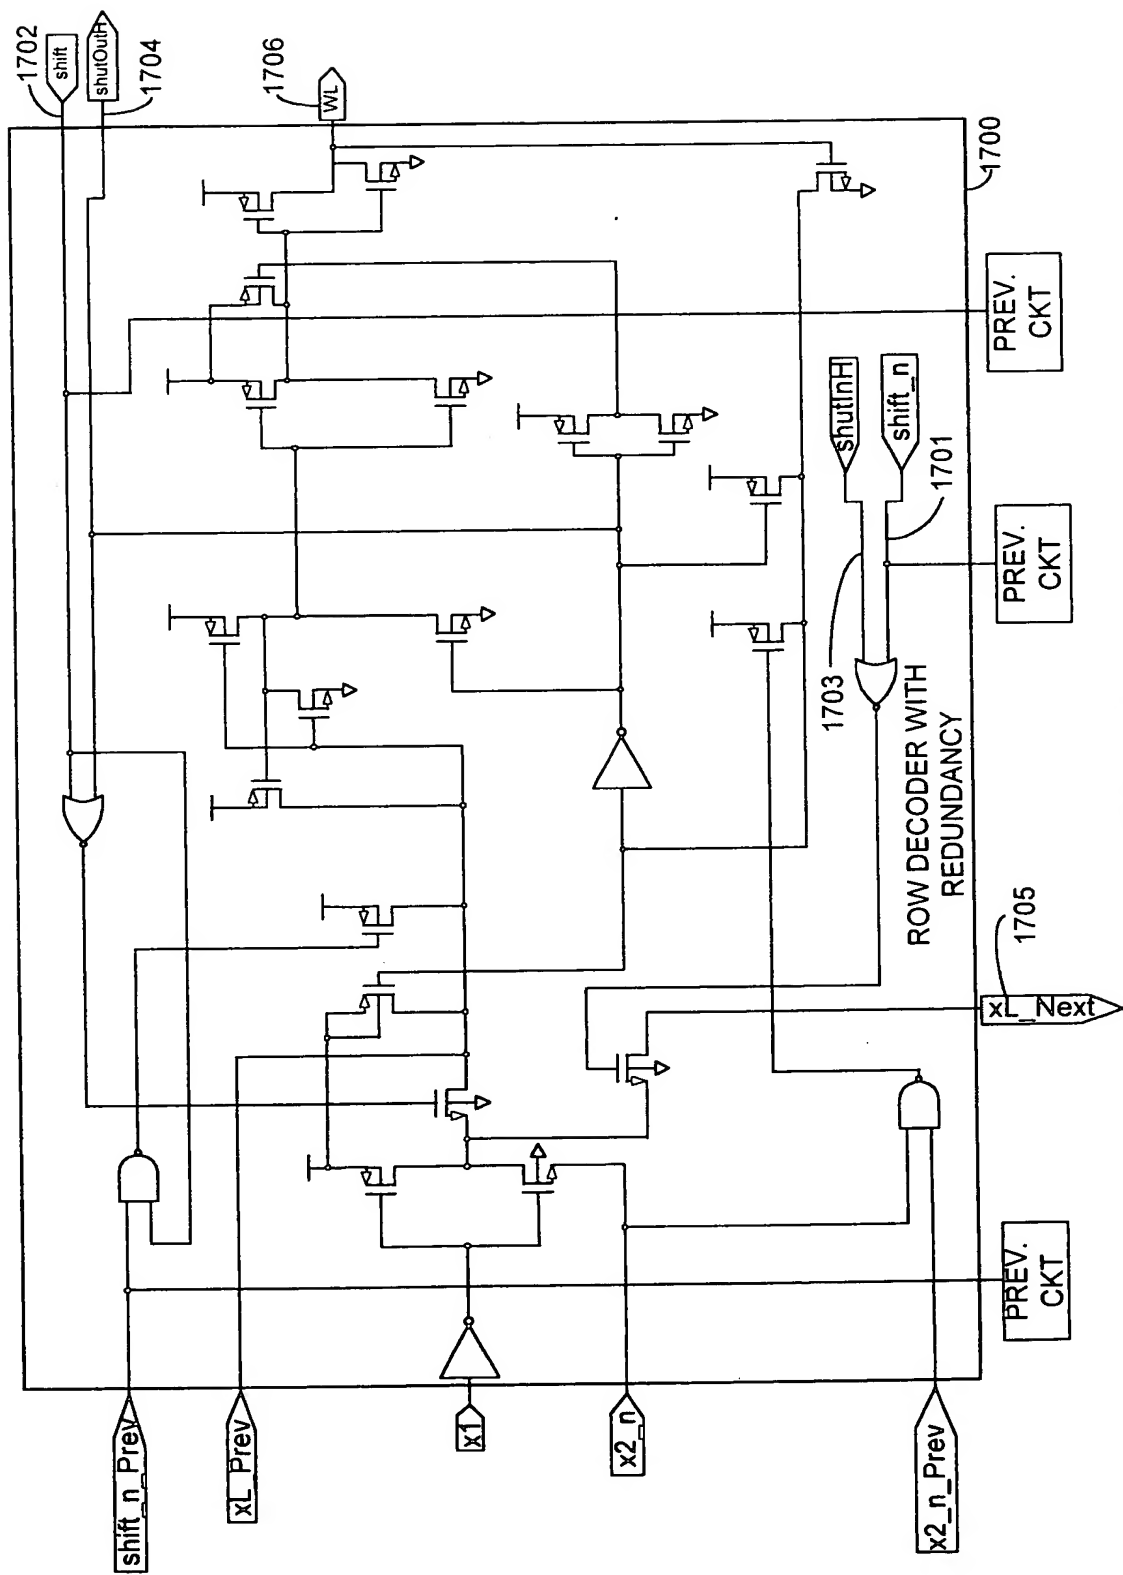 shift_n_Prev
xL_Prev
x1
x2_n
x2_n_Prev
1702
shift
shutOutH
1704
1706
WL
1700
PREV.
CKT
shutInH
shift_n
1701
PREV.
CKT
1703
ROW DECODER WITH
REDUNDANCY
1705
xL_Next
PREV.
CKT